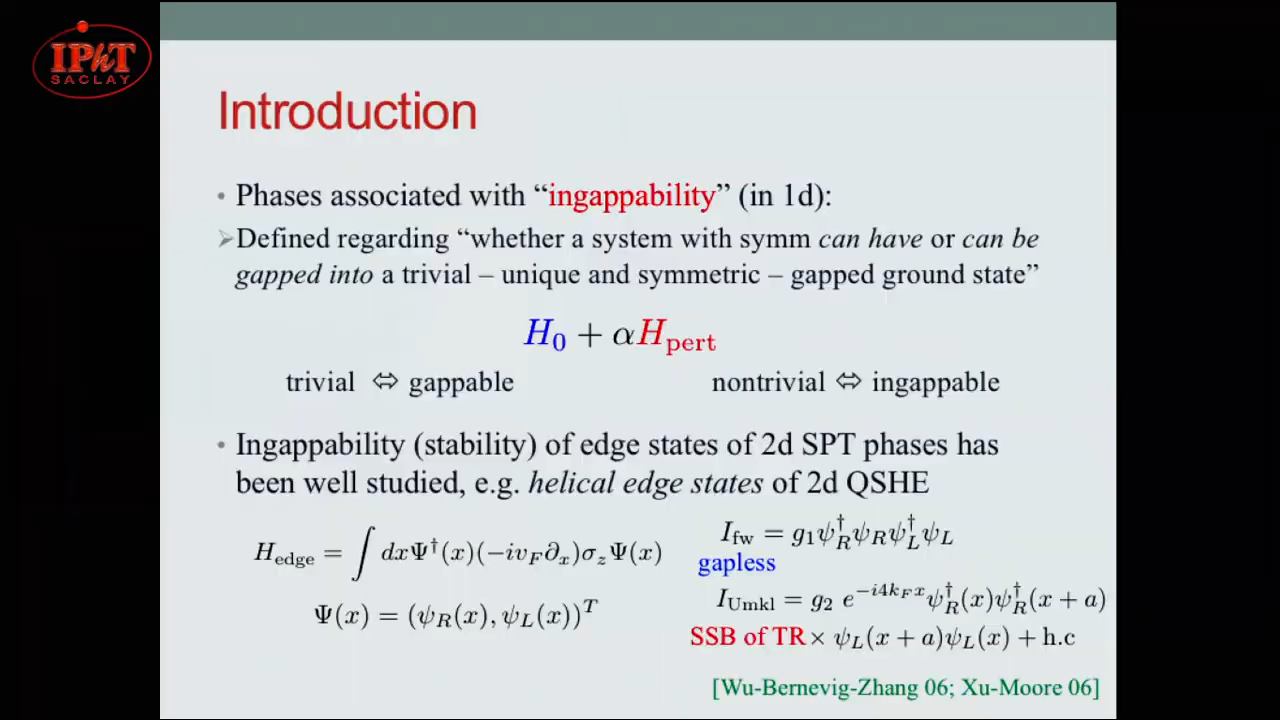 IPhT
SACLAY
Introduction
• Phases associated with “ingappability” (in 1d):
➢Defined regarding “whether a system with symm can have or can be
gapped into a trivial – unique and symmetric – gapped ground state”
H₀ + αH_pert
trivial ⇔ gappable nontrivial ⇔ ingappable
• Ingappability (stability) of edge states of 2d SPT phases has
been well studied, e.g. helical edge states of 2d QSHE
H_edge = ∫ dxΨ†(x)(−iv_F∂_x)σ_zΨ(x)
Ψ(x) = (ψ_R(x), ψ_L(x))^T
I_fw = g₁ψ_R†ψ_Rψ_L†ψ_L
gapless
I_Umkl = g₂ e^{−i4k_Fx}ψ_R†(x)ψ_R†(x + a)
SSB of TR × ψ_L(x + a)ψ_L(x) + h.c
[Wu-Bernevig-Zhang 06; Xu-Moore 06]